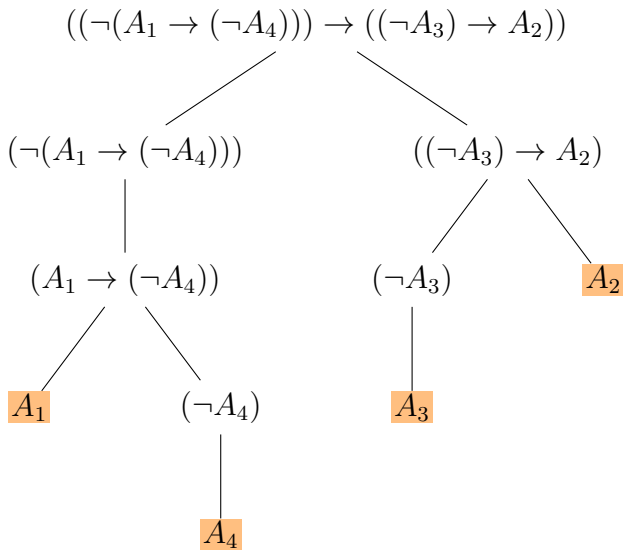 ((¬(A₁ → (¬A₄))) → ((¬A₃) → A₂))
(¬(A₁ → (¬A₄))) ((¬A₃) → A₂)
(A₁ → (¬A₄)) (¬A₃) A₂
A₁ (¬A₄) A₃
A₄